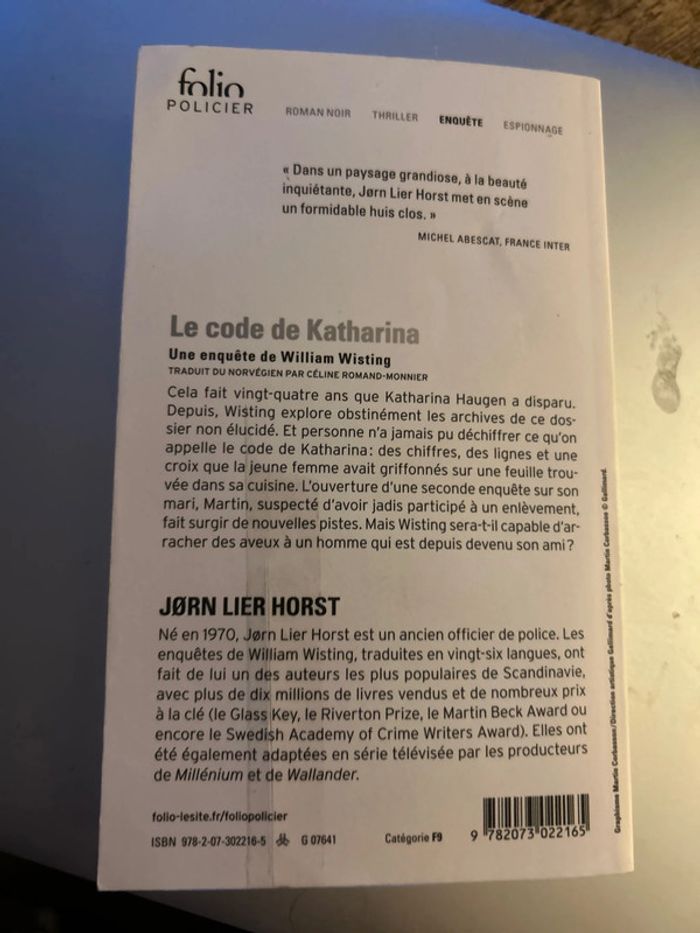 folio
POLICIER
ROMAN NOIR THRILLER ENQUÊTE ESPIONNAGE
« Dans un paysage grandiose, à la beauté
inquiétante, Jørn Lier Horst met en scène
un formidable huis clos. »
MICHEL ABESCAT, FRANCE INTER
Le code de Katharina
Une enquête de William Wisting
TRADUIT DU NORVÉGIEN PAR CÉLINE ROMAND-MONNIER
Cela fait vingt-quatre ans que Katharina Haugen a disparu.
Depuis, Wisting explore obstinément les archives de ce dos-
sier non élucidé. Et personne n'a jamais pu déchiffrer ce qu'on
appelle le code de Katharina : des chiffres, des lignes et une
croix que la jeune femme avait griffonnés sur une feuille trou-
vée dans sa cuisine. L'ouverture d'une seconde enquête sur son
mari, Martin, suspecté d'avoir jadis participé à un enlèvement,
fait surgir de nouvelles pistes. Mais Wisting sera-t-il capable d'ar-
racher des aveux à un homme qui est depuis devenu son ami ?
JØRN LIER HORST
Né en 1970, Jørn Lier Horst est un ancien officier de police. Les
enquêtes de William Wisting, traduites en vingt-six langues, ont
fait de lui un des auteurs les plus populaires de Scandinavie,
avec plus de dix millions de livres vendus et de nombreux prix
à la clé (le Glass Key, le Riverton Prize, le Martin Beck Award ou
encore le Swedish Academy of Crime Writers Award). Elles ont
été également adaptées en série télévisée par les producteurs
de Millénium et de Wallander.
folio-lesite.fr/foliopolicier
ISBN 978-2-07-302216-5 G 07641 Catégorie F9
9 782073 022165
Graphisme Martin Corbasson/Direction artistique Gallimard d'après photo Martin Corbasson © Gallimard.